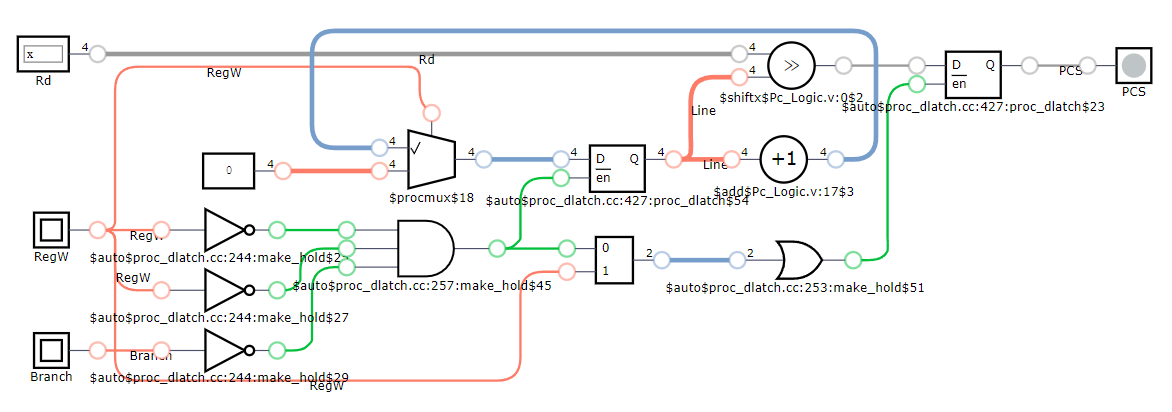 x
4
Rd
Rd
RegW
4
4
>>
$shiftx$Pc_Logic.v:0$2
D
en
Q
PCS
PCS
$auto$proc_dlatch.cc:427:proc_dlatch$23
Line
4
4
✓
4
$procmux$18
0
4
4
D
en
Q
4
$auto$proc_dlatch.cc:427:proc_dlatch$54
Line
4
+1
4
$add$Pc_Logic.v:17$3
RegW
RegW
$auto$proc_dlatch.cc:244:make_hold$2
RegW
$auto$proc_dlatch.cc:244:make_hold$27
$auto$proc_dlatch.cc:257:make_hold$45
0
1
2
2
$auto$proc_dlatch.cc:253:make_hold$51
Branch
Branch
$auto$proc_dlatch.cc:244:make_hold$29
RegW